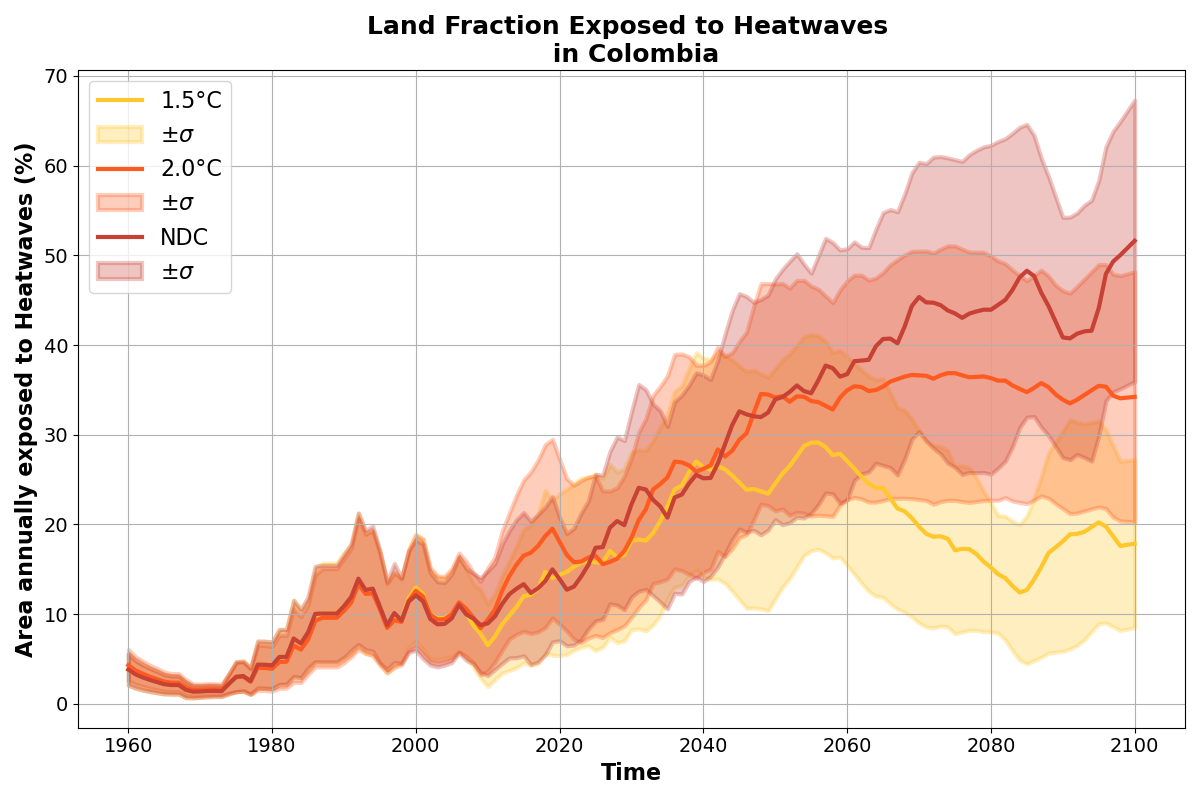 Land Fraction Exposed to Heatwaves
in Colombia
Area annually exposed to Heatwaves (%)
70
60
50
40
30
20
10
0
1.5°C
±σ
2.0°C
±σ
NDC
±σ
1960
1980
2000
2020
2040
2060
2080
2100
Time